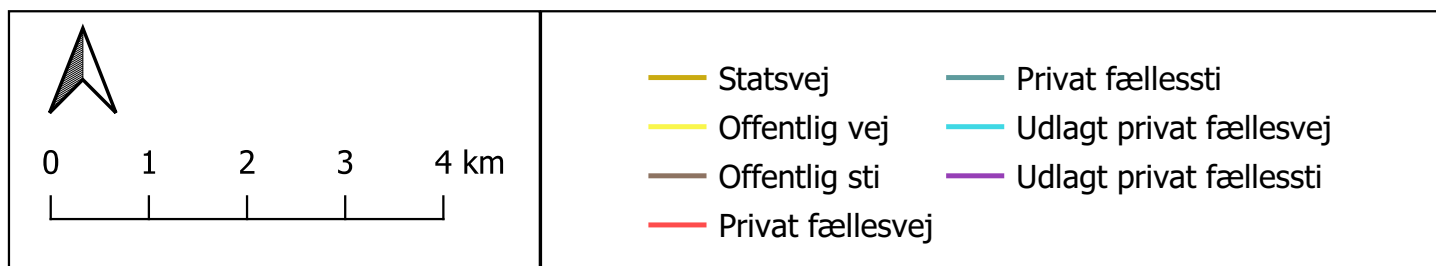 0 1 2 3 4 km
Statsvej
Offentlig vej
Offentlig sti
Privat fællesvej
Privat fællessti
Udlagt privat fællesvej
Udlagt privat fællessti